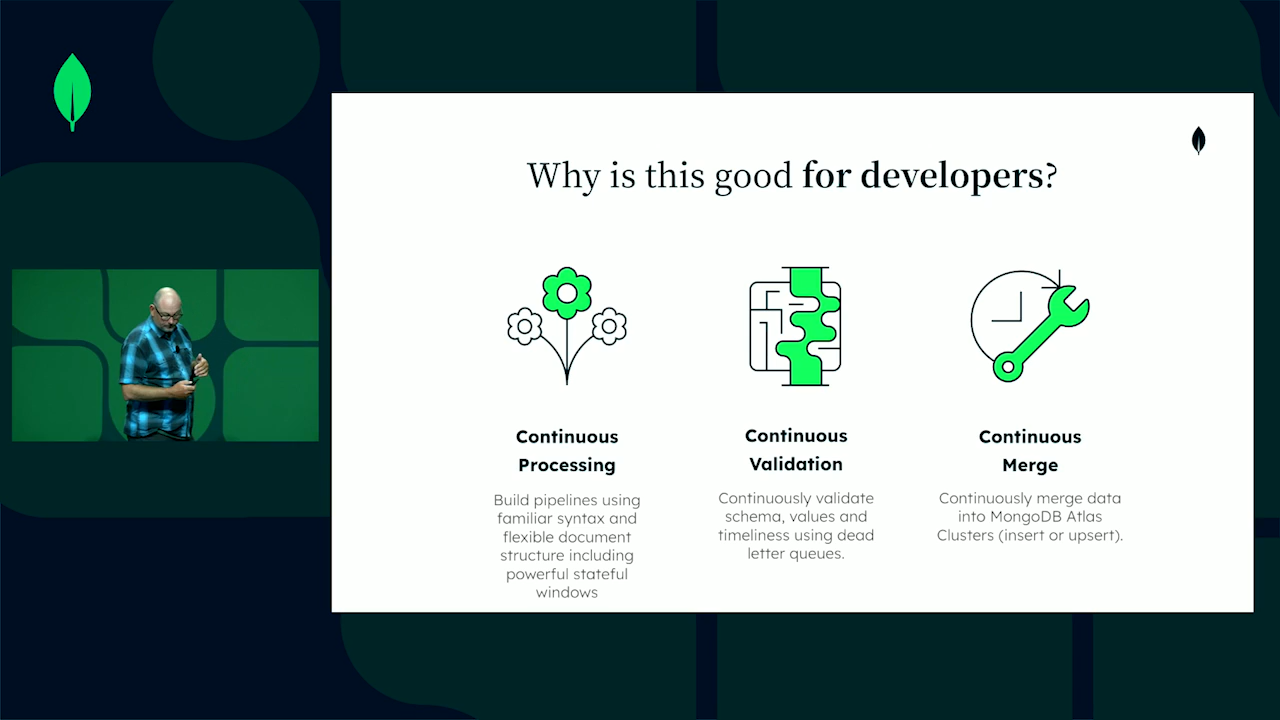 Why is this good for developers?
Continuous
Processing
Build pipelines using
familiar syntax and
flexible document
structure including
powerful stateful
windows
Continuous
Validation
Continuously validate
schema, values and
timeliness using dead
letter queues.
Continuous
Merge
Continuously merge data
into MongoDB Atlas
Clusters (insert or upsert).